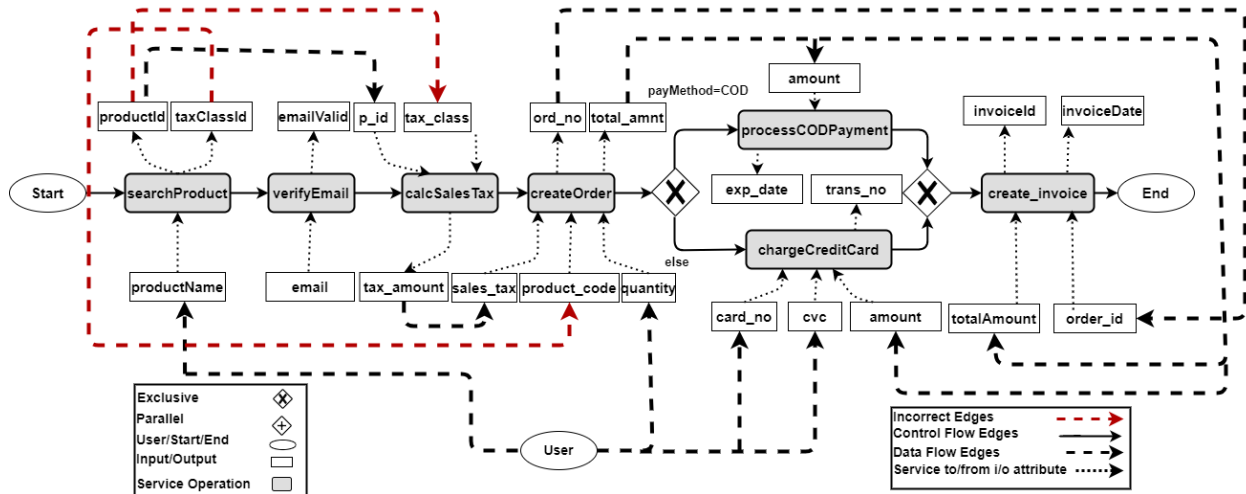 amount
payMethod=COD
productId
taxClassId
emailValid
p_id
tax_class
ord_no
total_amnt
invoiceId
invoiceDate
processCODPayment
Start
searchProduct
verifyEmail
calcSalesTax
createOrder
X
exp_date
trans_no
X
create_invoice
End
chargeCreditCard
else
productName
email
tax_amount
sales_tax
product_code
quantity
card_no
cvc
amount
totalAmount
order_id
Exclusive
X
Parallel
+
User/Start/End
Input/Output
Service Operation
User
Incorrect Edges
Control Flow Edges
Data Flow Edges
Service to/from i/o attribute